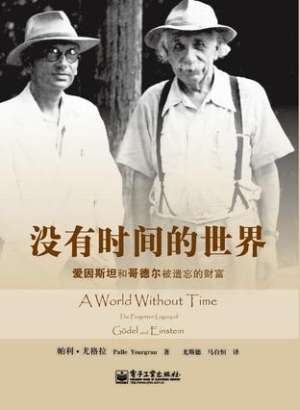 没有时间的世界
爱因斯坦和哥德尔被遗忘的财富
A World Without Time
The Forgotten Legacy of
Gödel and Einstein
帕利·尤格拉 Palle Yourgrau 著 尤斯德 马自恒 译
电子工业出版社